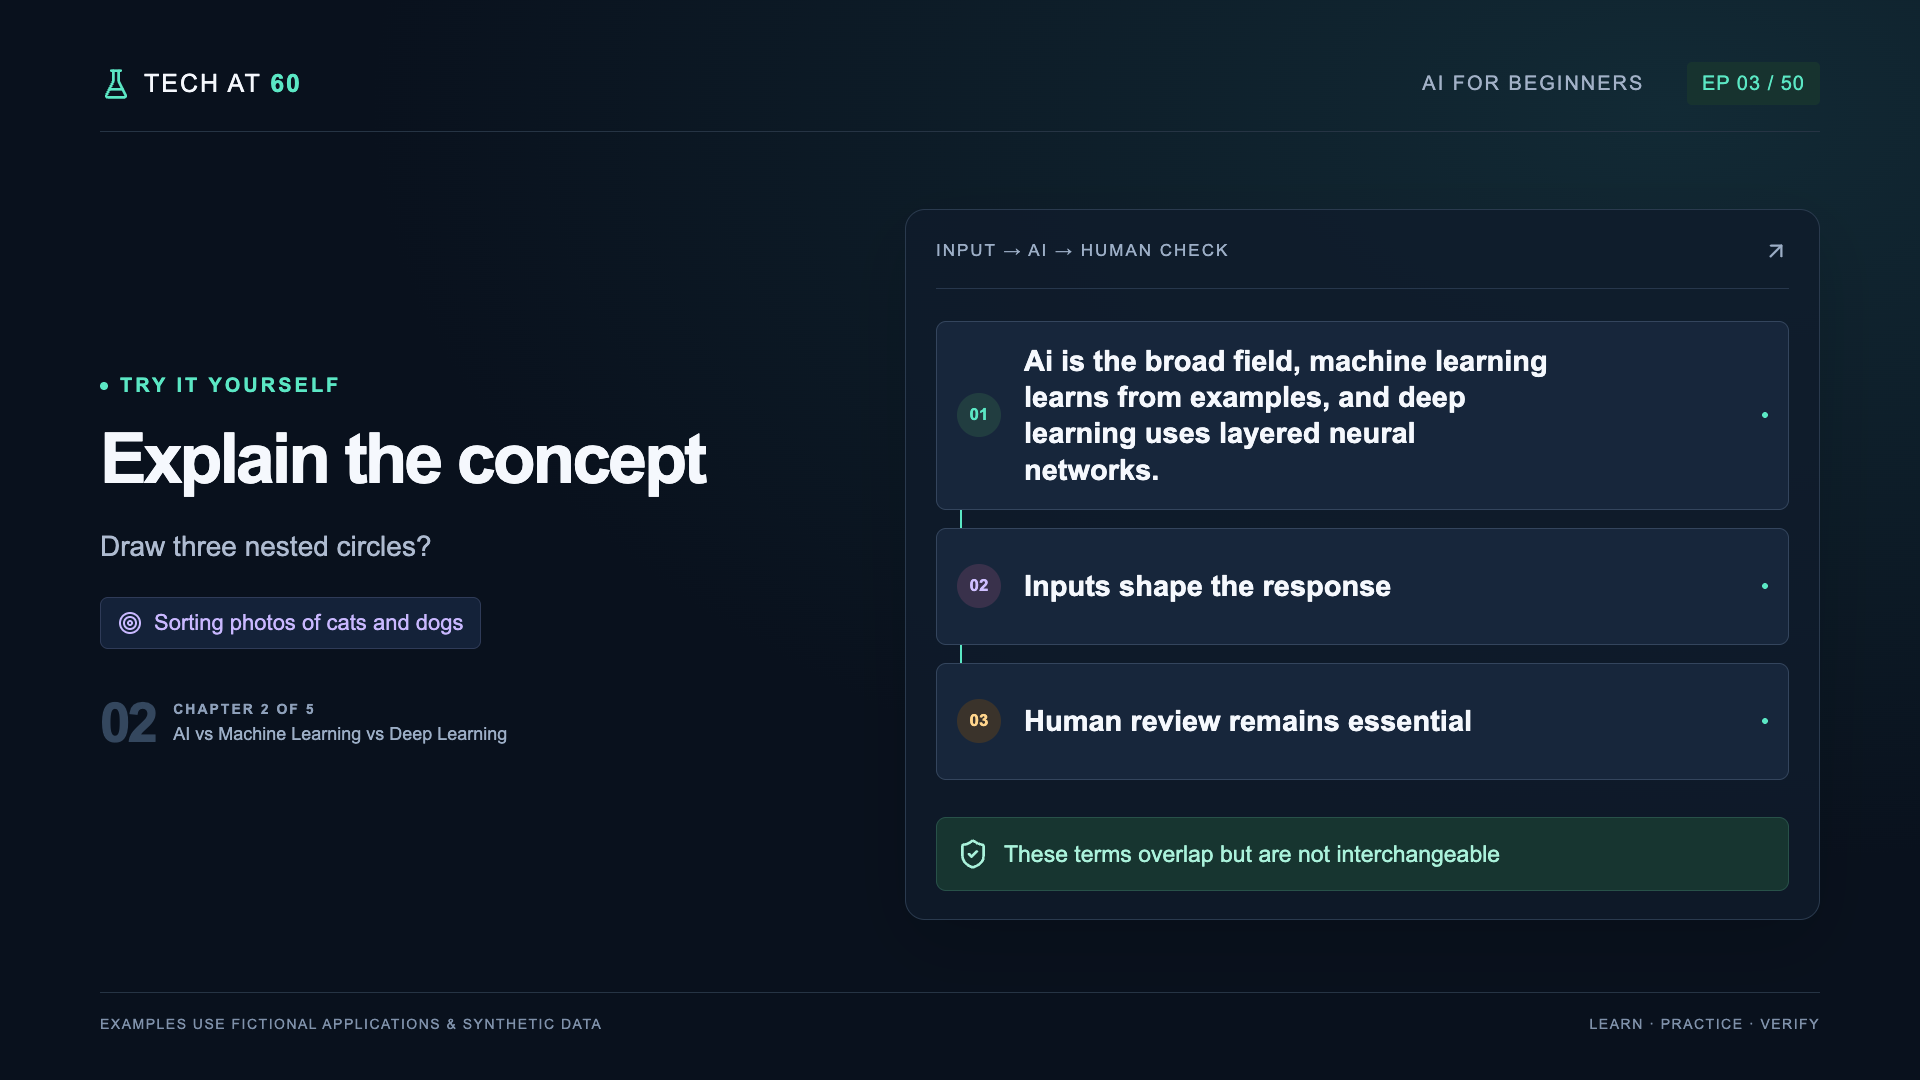 TECH AT 60
AI FOR BEGINNERS
EP 03 / 50
TRY IT YOURSELF
Explain the concept
Draw three nested circles?
Sorting photos of cats and dogs
02
CHAPTER 2 OF 5
AI vs Machine Learning vs Deep Learning
INPUT → AI → HUMAN CHECK
01
Ai is the broad field, machine learning
learns from examples, and deep
learning uses layered neural
networks.
02
Inputs shape the response
03
Human review remains essential
These terms overlap but are not interchangeable
EXAMPLES USE FICTIONAL APPLICATIONS & SYNTHETIC DATA
LEARN · PRACTICE · VERIFY